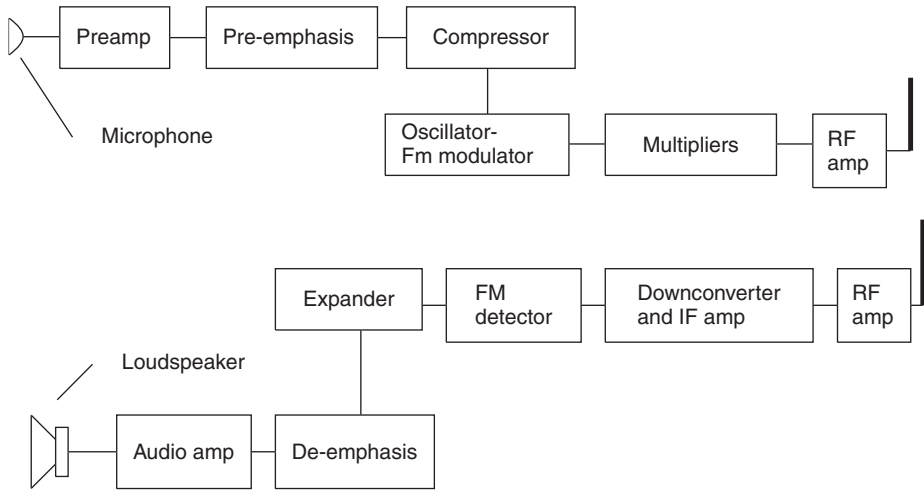 Preamp
Pre-emphasis
Compressor
Microphone
Oscillator-
Fm modulator
Multipliers
RF
amp
Expander
FM
detector
Downconverter
and IF amp
RF
amp
Loudspeaker
Audio amp
De-emphasis